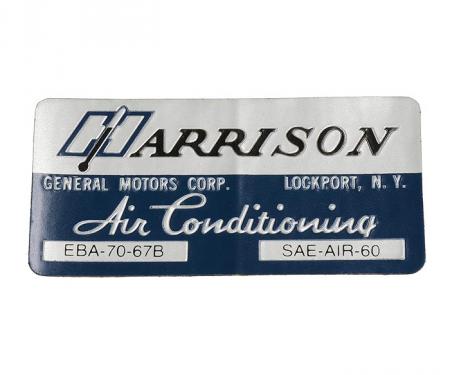 HARRISON
GENERAL MOTORS CORP. LOCKPORT, N. Y.
Air Conditioning
EBA-70-67B SAE-AIR-60